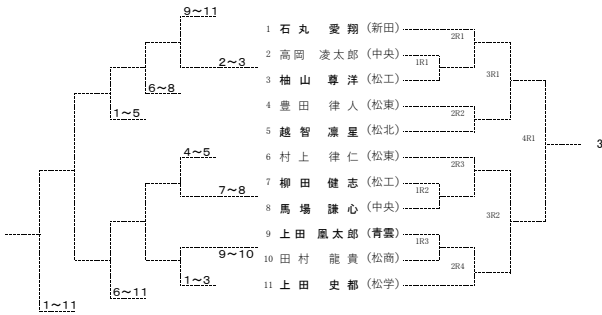 9～11
1 石丸 愛翔 (新田)
2R1
2 高岡 凌太郎 (中央)
2～3
1R1
3R1
3 柚山 尊洋 (松工)
6～8
4 豊田 律人 (松東)
1～5
2R2
5 越智 凛星 (松北)
4R1
3
4～5
6 村上 律仁 (松東)
2R3
7 柳田 健志 (松工)
7～8
1R2
8 馬場 謙心 (中央)
3R2
9 上田 凰太郎 (青雲)
1R3
9～10
10 田村 龍貴 (松商)
2R4
1～3
11 上田 史都 (松学)
6～11
1～11